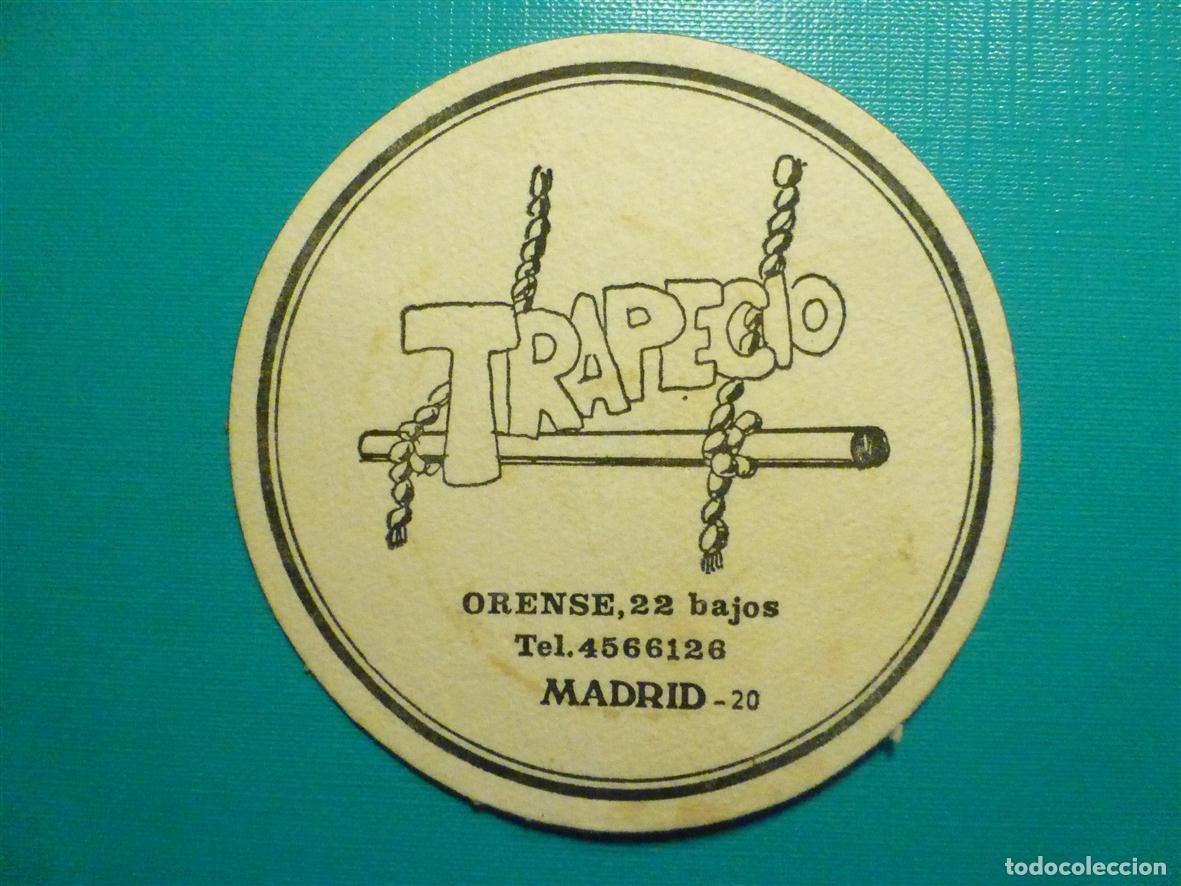 TRAPECIO
ORENSE, 22 bajos
Tel. 4566126
MADRID - 20
todocoleccion